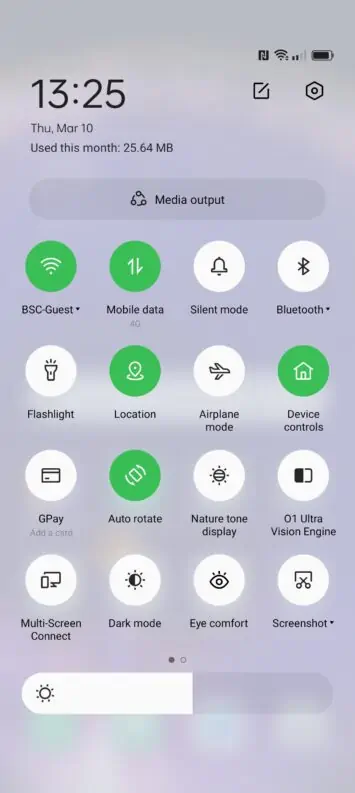 13:25
Thu, Mar 10
Used this month: 25.64 MB
Media output
BSC-Guest
Mobile data
4G
Silent mode
Bluetooth
Flashlight
Location
Airplane
mode
Device
controls
GPay
Add a card
Auto rotate
Nature tone
display
O1 Ultra
Vision Engine
Multi-Screen
Connect
Dark mode
Eye comfort
Screenshot